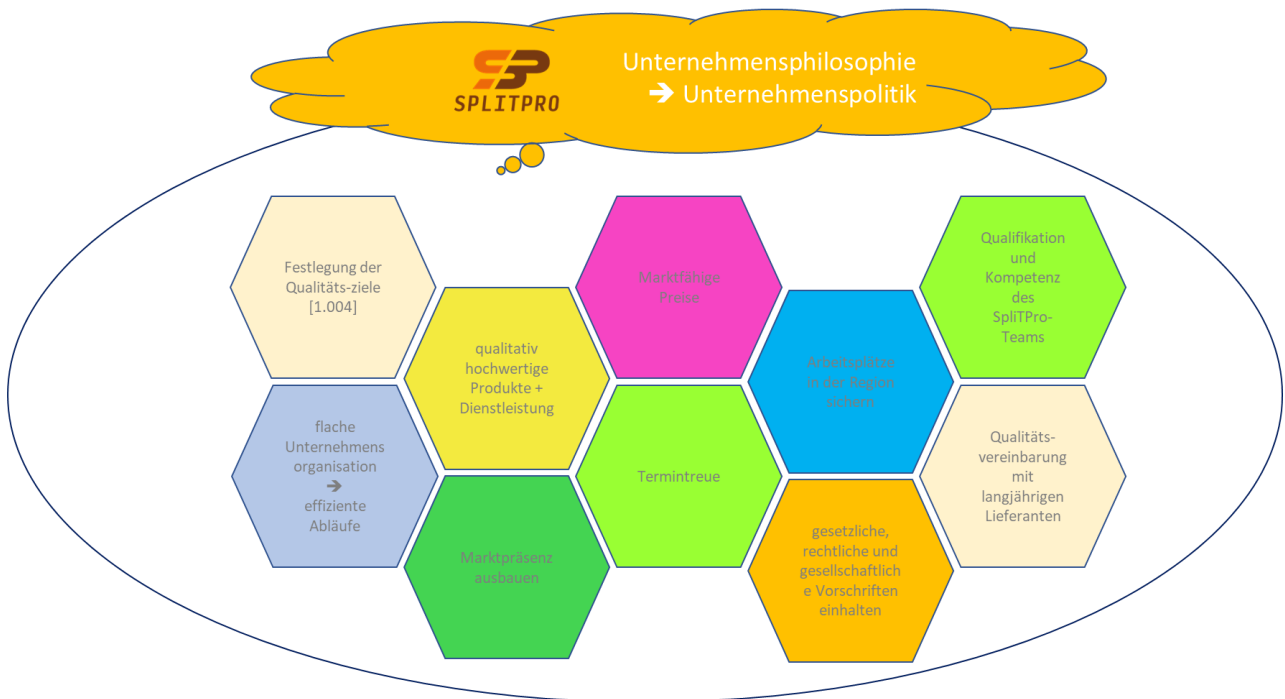 SPLITPRO
Unternehmensphilosophie
➔ Unternehmenspolitik
Festlegung der
Qualitäts-ziele
[1.004]
qualitativ
hochwertige
Produkte +
Dienstleistung
Marktfähige
Preise
Arbeitsplätze
in der Region
sichern
Qualifikation
und
Kompetenz
des
SpliTPro-
Teams
flache
Unternehmens
organisation
➔
effiziente
Abläufe
Marktpräsenz
ausbauen
Termintreue
gesetzliche,
rechtliche und
gesellschaftlich
e Vorschriften
einhalten
Qualitäts-
vereinbarung
mit
langjährigen
Lieferanten